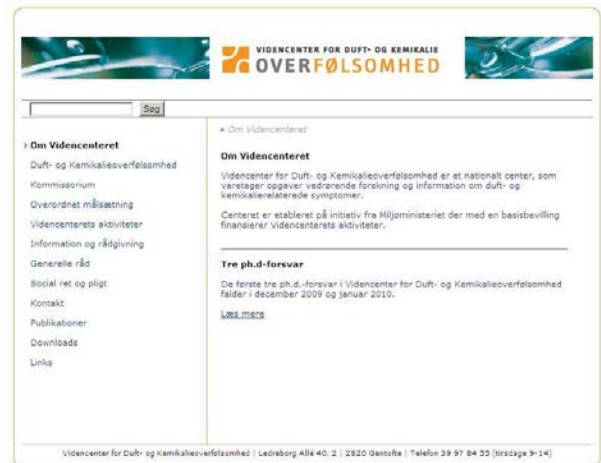 VIDENCENTER FOR DUFT- OG KEMIKALIE
OVERFØLSOMHED
Søg
Om Videncenteret
Om Videncenteret
Duft- og Kemikalieoverfølsomhed
Kommissorium
Overordnet målsætning
Videncenterets aktiviteter
Information og rådgivning
Generelle råd
Social ret og pligt
Kontakt
Publikationer
Downloads
Links
Om Videncenteret
Videncenter for Duft- og Kemikalieoverfølsomhed er et nationalt center, som
varetager opgaver vedrørende forskning og information om duft- og
kemikalierelaterede symptomer.
Centeret er etableret på initiativ fra Miljøministeriet der med en basisbevilling
finansierer Videncenterets aktiviteter.
Tre ph.d-forsvar
De første tre ph.d.-forsvar i Videncenter for Duft- og Kemikalieoverfølsomhed
falder i december 2009 og januar 2010.
Læs mere
Videncenter for Duft- og Kemikalieoverfølsomhed | Ledreborg Allé 40, 2 | 2820 Gentofte | Telefon 39 97 84 55 (tirsdage 9-14)